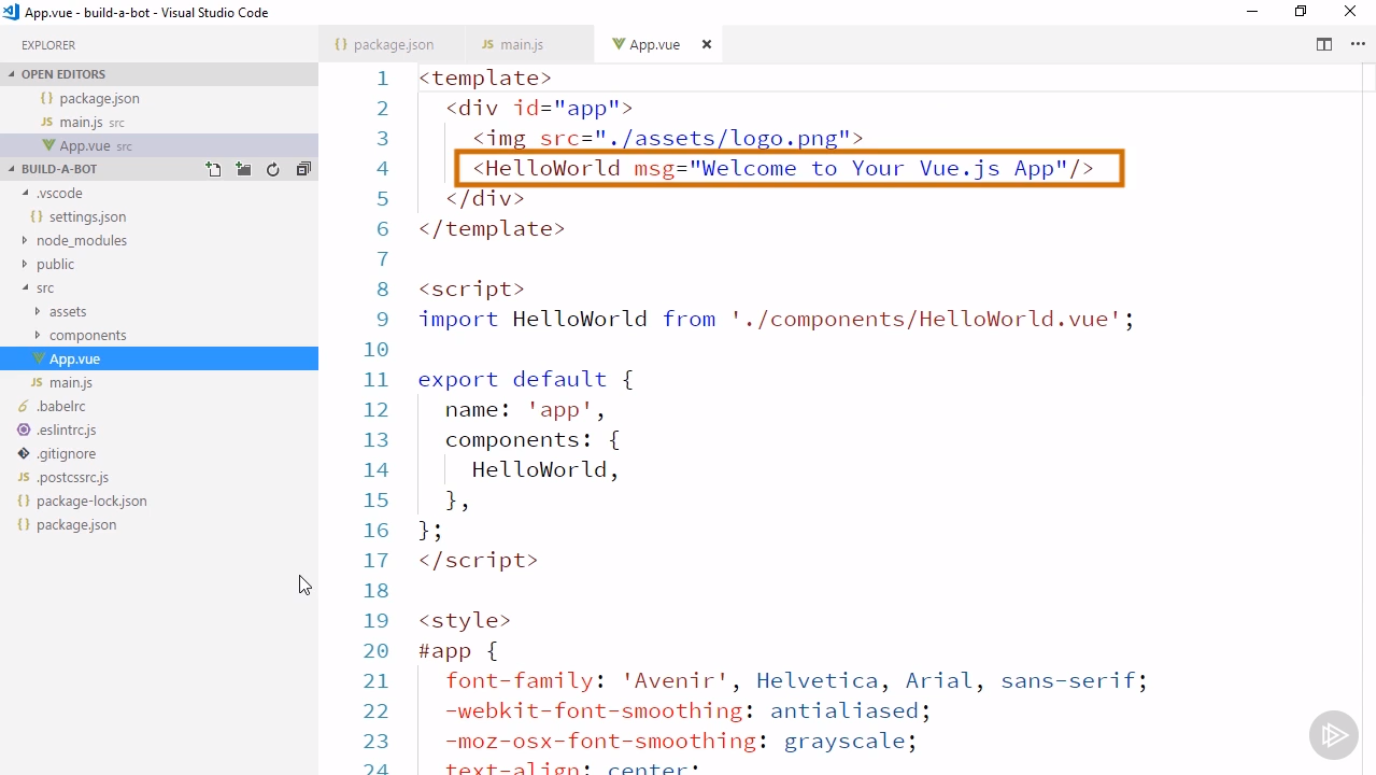 App.vue - build-a-bot - Visual Studio Code
EXPLORER
OPEN EDITORS
{} package.json
JS main.js src
App.vue src
BUILD-A-BOT
.vscode
{} settings.json
node_modules
public
src
assets
components
App.vue
JS main.js
.babelrc
.eslintrc.js
.gitignore
JS .postcssrc.js
{} package-lock.json
{} package.json
{} package.json
JS main.js
App.vue
1 <template>
2 <div id="app">
3 <img src="./assets/logo.png">
4 <HelloWorld msg="Welcome to Your Vue.js App"/>
5 </div>
6 </template>
7
8 <script>
9 import HelloWorld from './components/HelloWorld.vue';
10
11 export default {
12 name: 'app',
13 components: {
14 HelloWorld,
15 },
16 };
17 </script>
18
19 <style>
20 #app {
21 font-family: 'Avenir', Helvetica, Arial, sans-serif;
22 -webkit-font-smoothing: antialiased;
23 -moz-osx-font-smoothing: grayscale;
24 text-align: center;